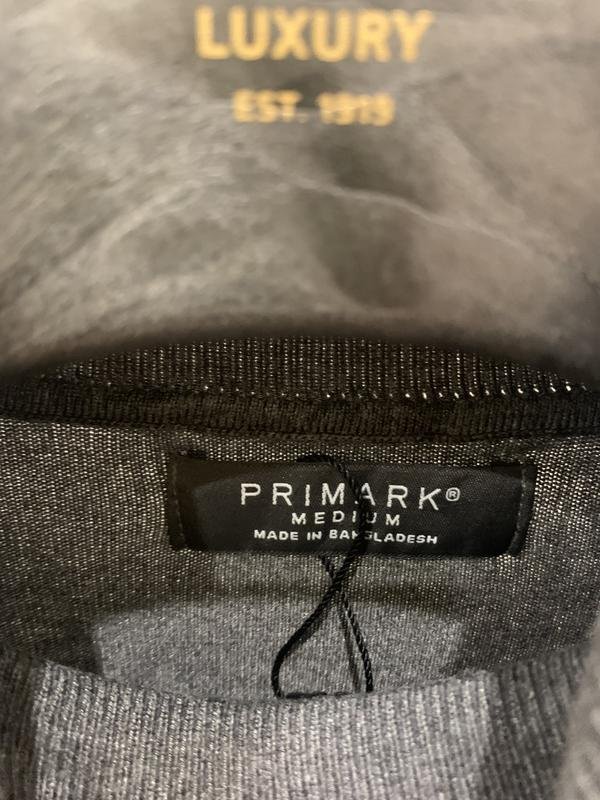 LUXURY
EST. 1919
PRIMARK®
MEDIUM
MADE IN BANGLADESH